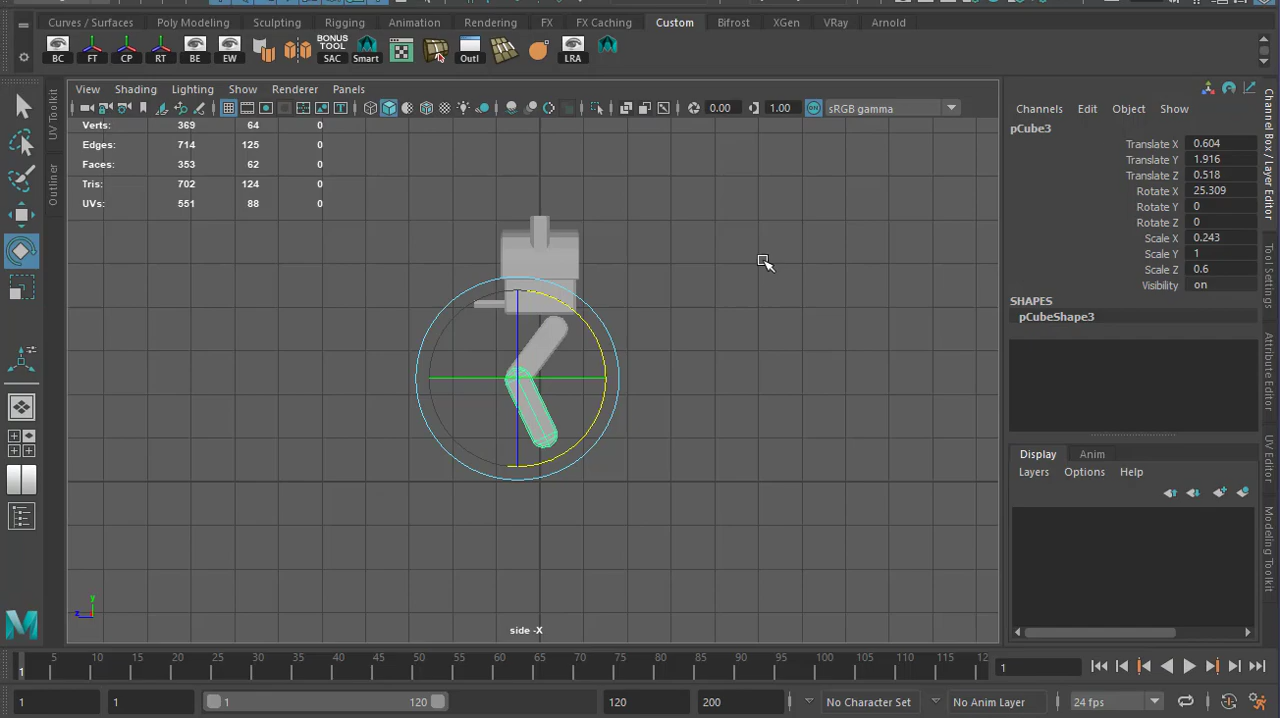 Curves / Surfaces Poly Modeling Sculpting Rigging Animation Rendering FX FX Caching Custom Bifrost XGen VRay Arnold
BONUS
TOOL
BC FT CP RT BE EW SAC Smart Outl LRA
View Shading Lighting Show Renderer Panels
0.00 1.00 ON sRGB gamma
Verts: 369 64 0
Edges: 714 125 0
Faces: 353 62 0
Tris: 702 124 0
UVs: 551 88 0
UV Toolkit
Outliner
y
z
side -X
Channels Edit Object Show
pCube3
Translate X 0.604
Translate Y 1.916
Translate Z 0.518
Rotate X 25.309
Rotate Y 0
Rotate Z 0
Scale X 0.243
Scale Y 1
Scale Z 0.6
Visibility on
SHAPES
pCubeShape3
Display Anim
Layers Options Help
Channel Box / Layer Editor
Tool Settings
Attribute Editor
UV Editor
Modeling Toolkit
M
1 5 10 15 20 25 30 35 40 45 50 55 60 65 70 75 80 85 90 95 100 105 110 115 12 1
1 1 1 120 120 200 No Character Set No Anim Layer 24 fps